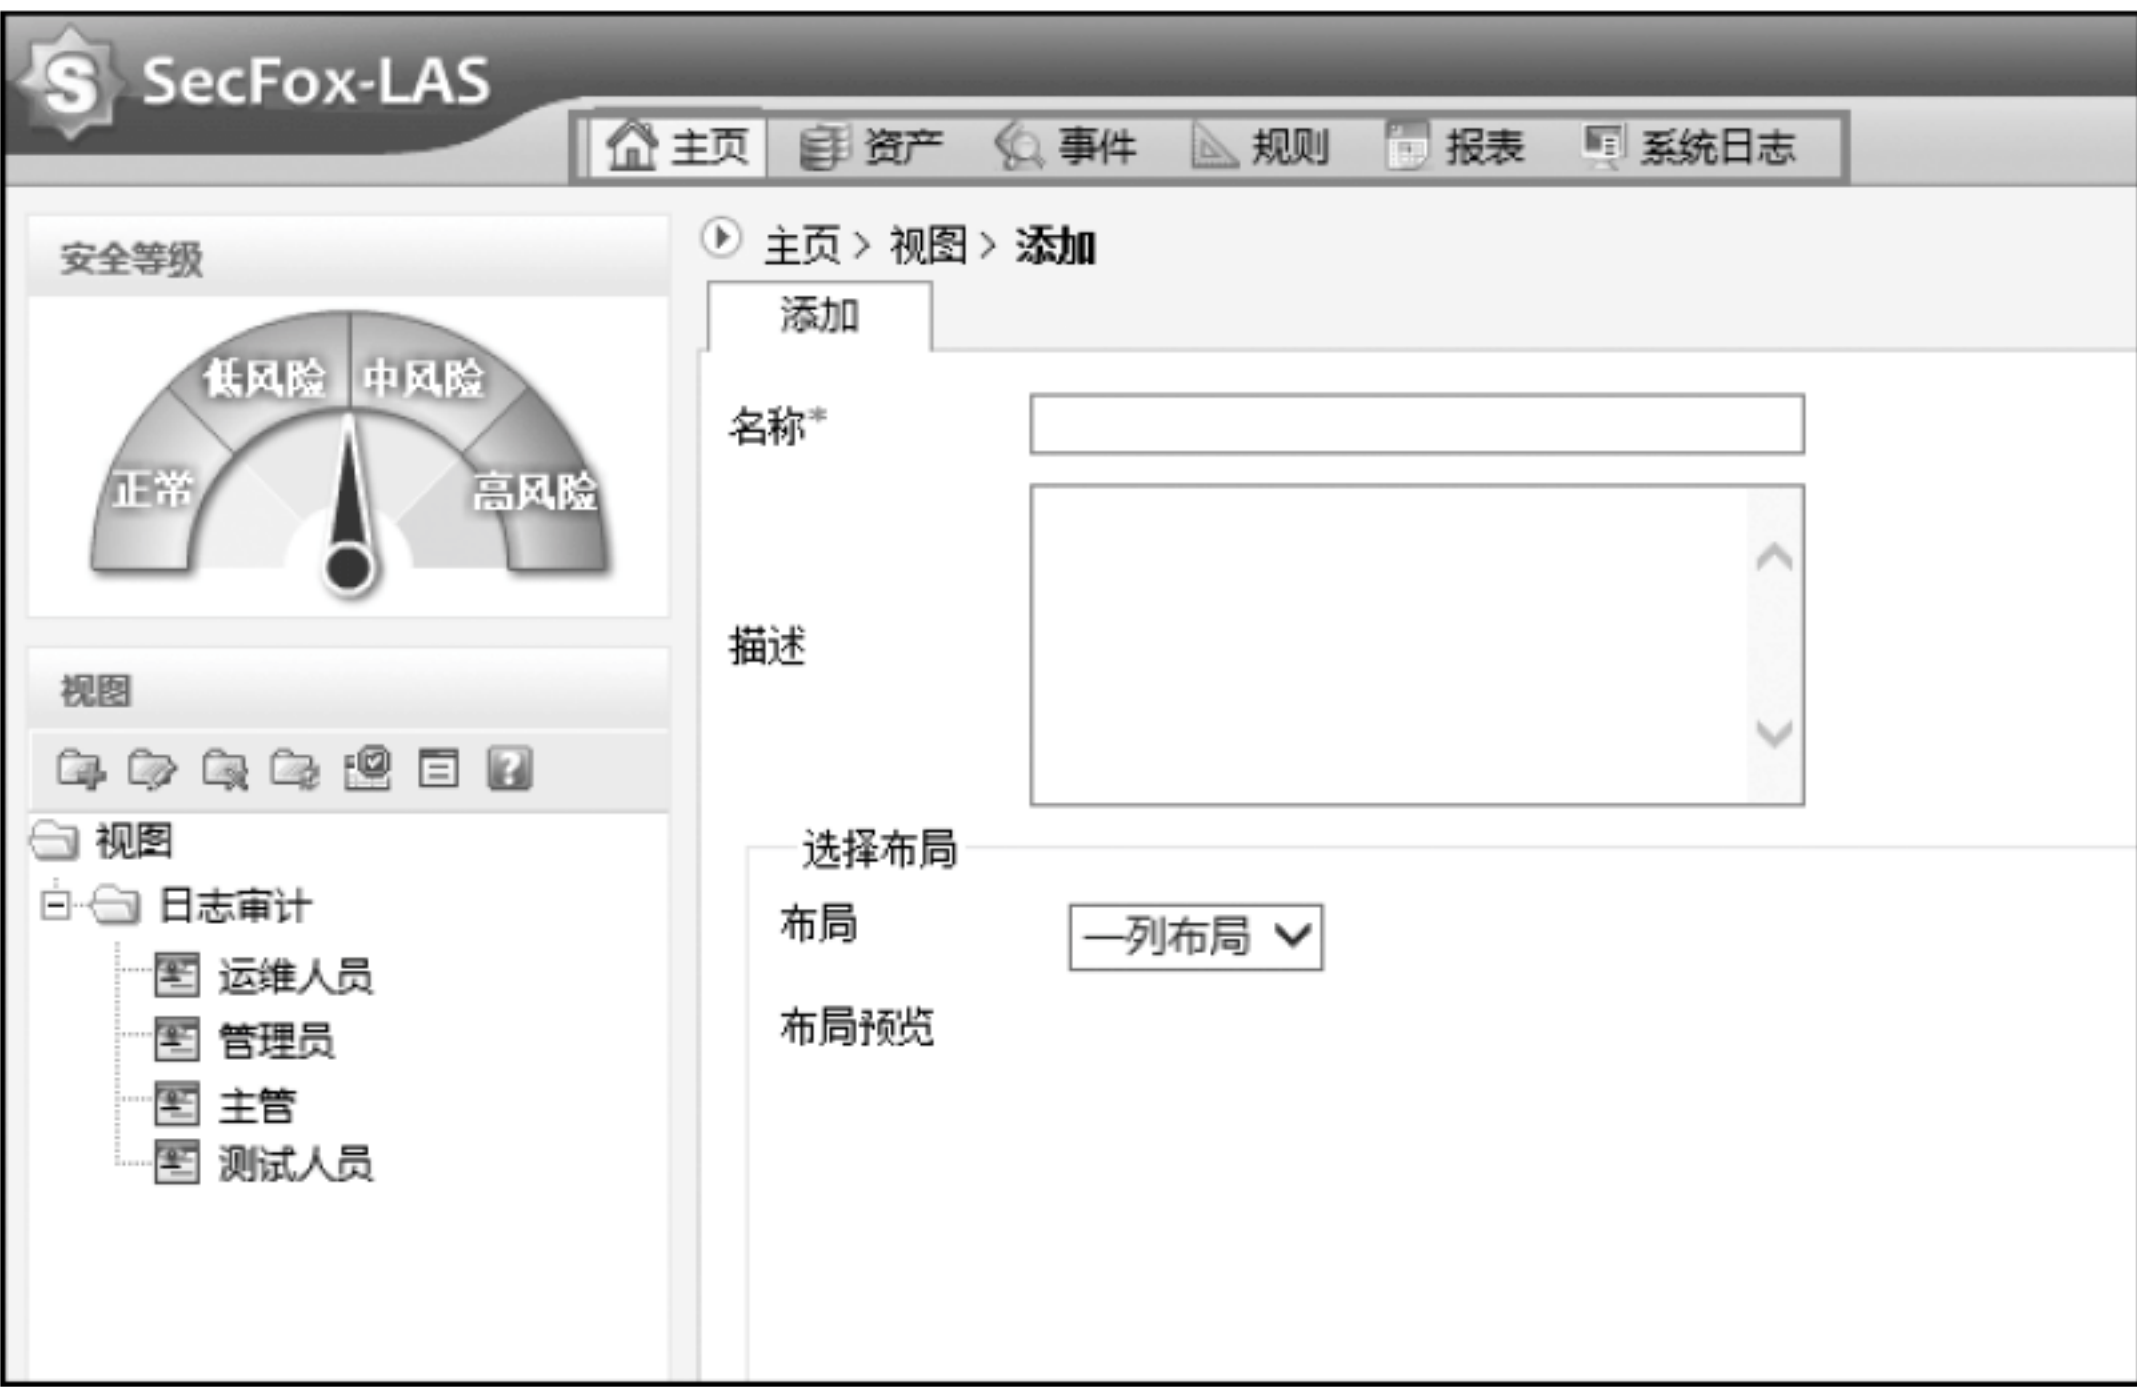 SecFox-LAS
主页 资产 事件 规则 报表 系统日志
安全等级
正常 低风险 中风险 高风险
视图
视图
日志审计
运维人员
管理员
主管
测试人员
主页 > 视图 > 添加
添加
名称*
描述
选择布局
布局 一列布局
布局预览